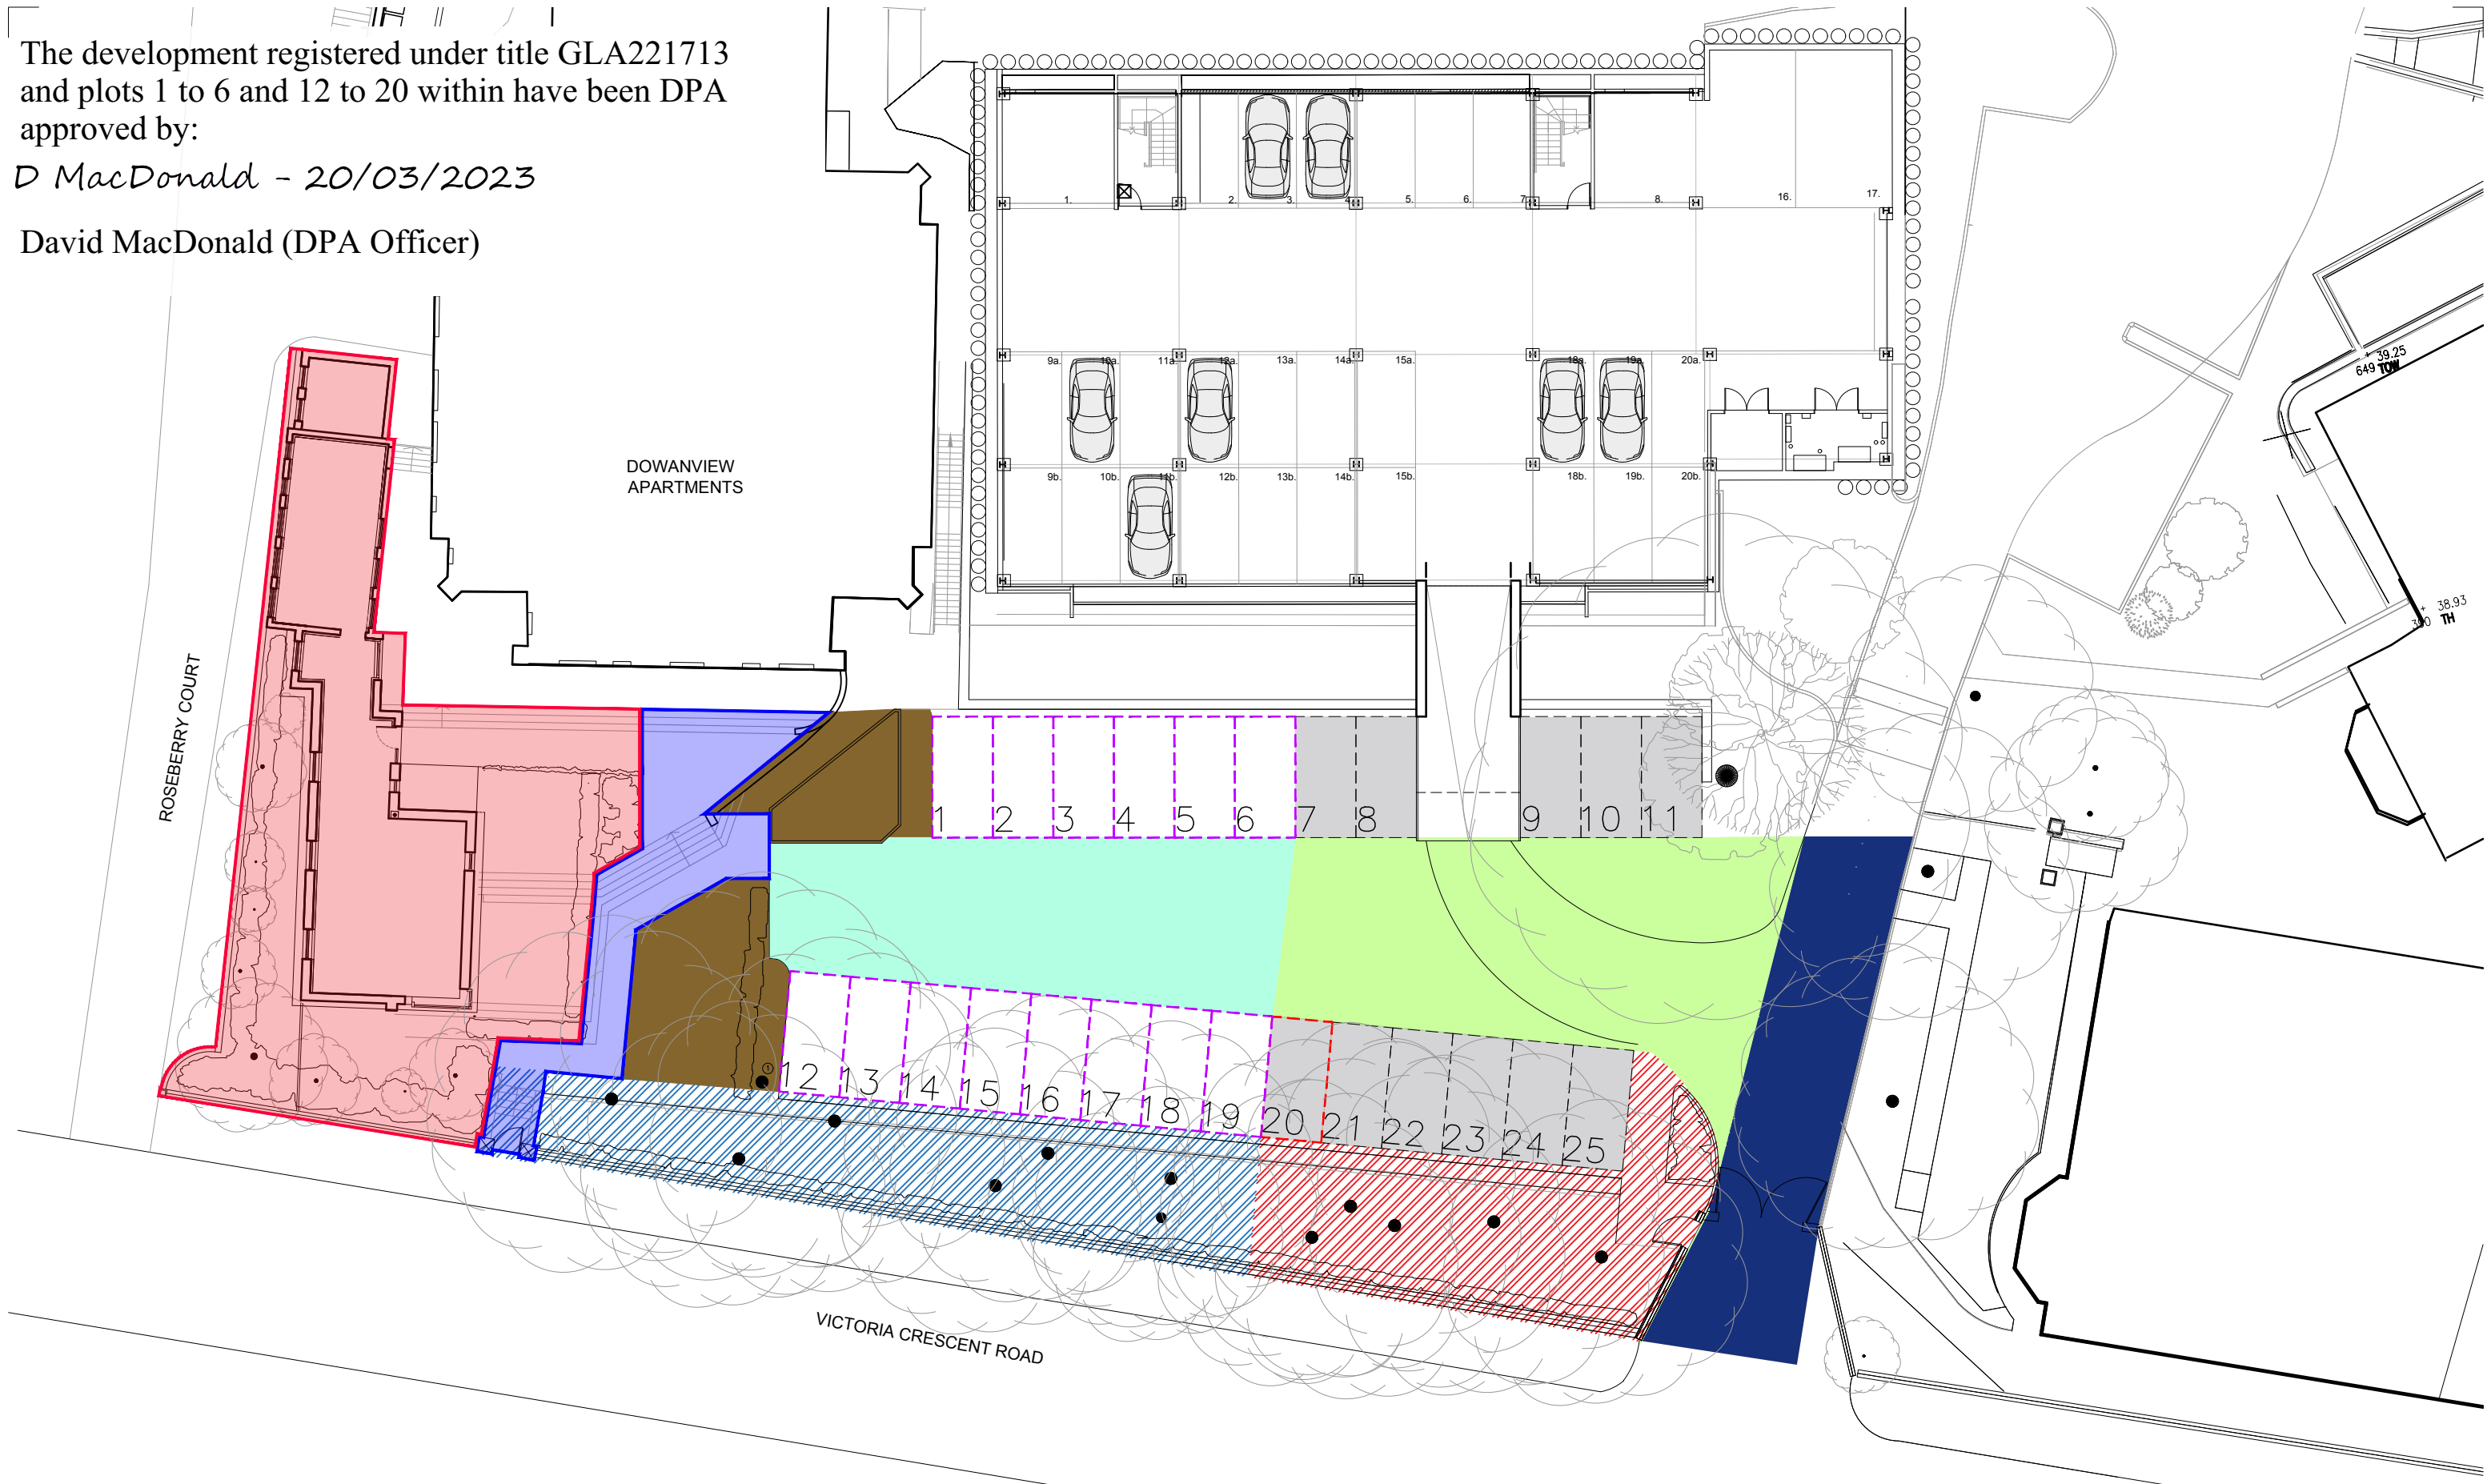 The development registered under title GLA221713
and plots 1 to 6 and 12 to 20 within have been DPA
approved by:
D MacDonald - 20/03/2023
David MacDonald (DPA Officer)
1. 2. 3. 4. 5. 6. 7. 8. 16. 17.
9a. 10a. 11a. 12a. 13a. 14a. 15a. 18a. 19a. 20a.
9b. 10b. 11b. 12b. 13b. 14b. 15b. 18b. 19b. 20b.
39.25
649 TOW
DOWANVIEW
APARTMENTS
38.93
TH
ROSEBERRY COURT
1 2 3 4 5 6 7 8 9 10 11
12 13 14 15 16 17 18 19 20 21 22 23 24 25
VICTORIA CRESCENT ROAD